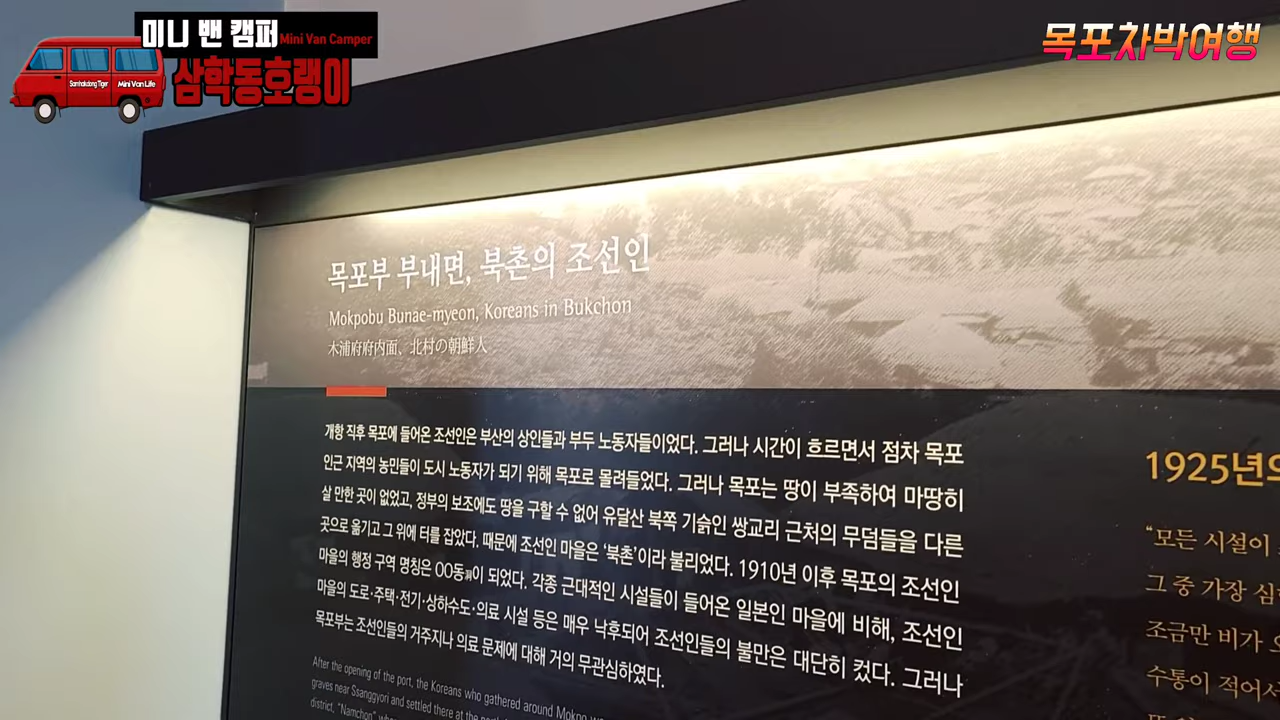 미니 밴 캠퍼 Mini Van Camper
삼학동호랭이
Samhakdong Tiger Mini Van Life
목포차박여행
목포부 부내면, 북촌의 조선인
Mokpobu Bunae-myeon, Koreans in Bukchon
木浦府府内面、北村の朝鮮人
개항 직후 목포에 들어온 조선인은 부산의 상인들과 부두 노동자들이었다. 그러나 시간이 흐르면서 점차 목포
인근 지역의 농민들이 도시 노동자가 되기 위해 목포로 몰려들었다. 그러나 목포는 땅이 부족하여 마땅히
살 만한 곳이 없었고, 정부의 보조에도 땅을 구할 수 없어 유달산 북쪽 기슭인 쌍교리 근처의 무덤들을 다른
곳으로 옮기고 그 위에 터를 잡았다. 때문에 조선인 마을은 ‘북촌’이라 불리었다. 1910년 이후 목포의 조선인
마을의 행정 구역 명칭은 OO동이 되었다. 각종 근대적인 시설들이 들어온 일본인 마을에 비해, 조선인
마을의 도로·주택·전기·상하수도·의료 시설 등은 매우 낙후되어 조선인들의 불만은 대단히 컸다. 그러나
목포부는 조선인들의 거주지나 의료 문제에 대해 거의 무관심하였다.
After the opening of the port, the Koreans who gathered around Mokpo
graves near Ssanggyori and settled there at the
district, "Namchon"
1925년의
“모든 시설이
그 중 가장
조금만 비가
수통이 적어서